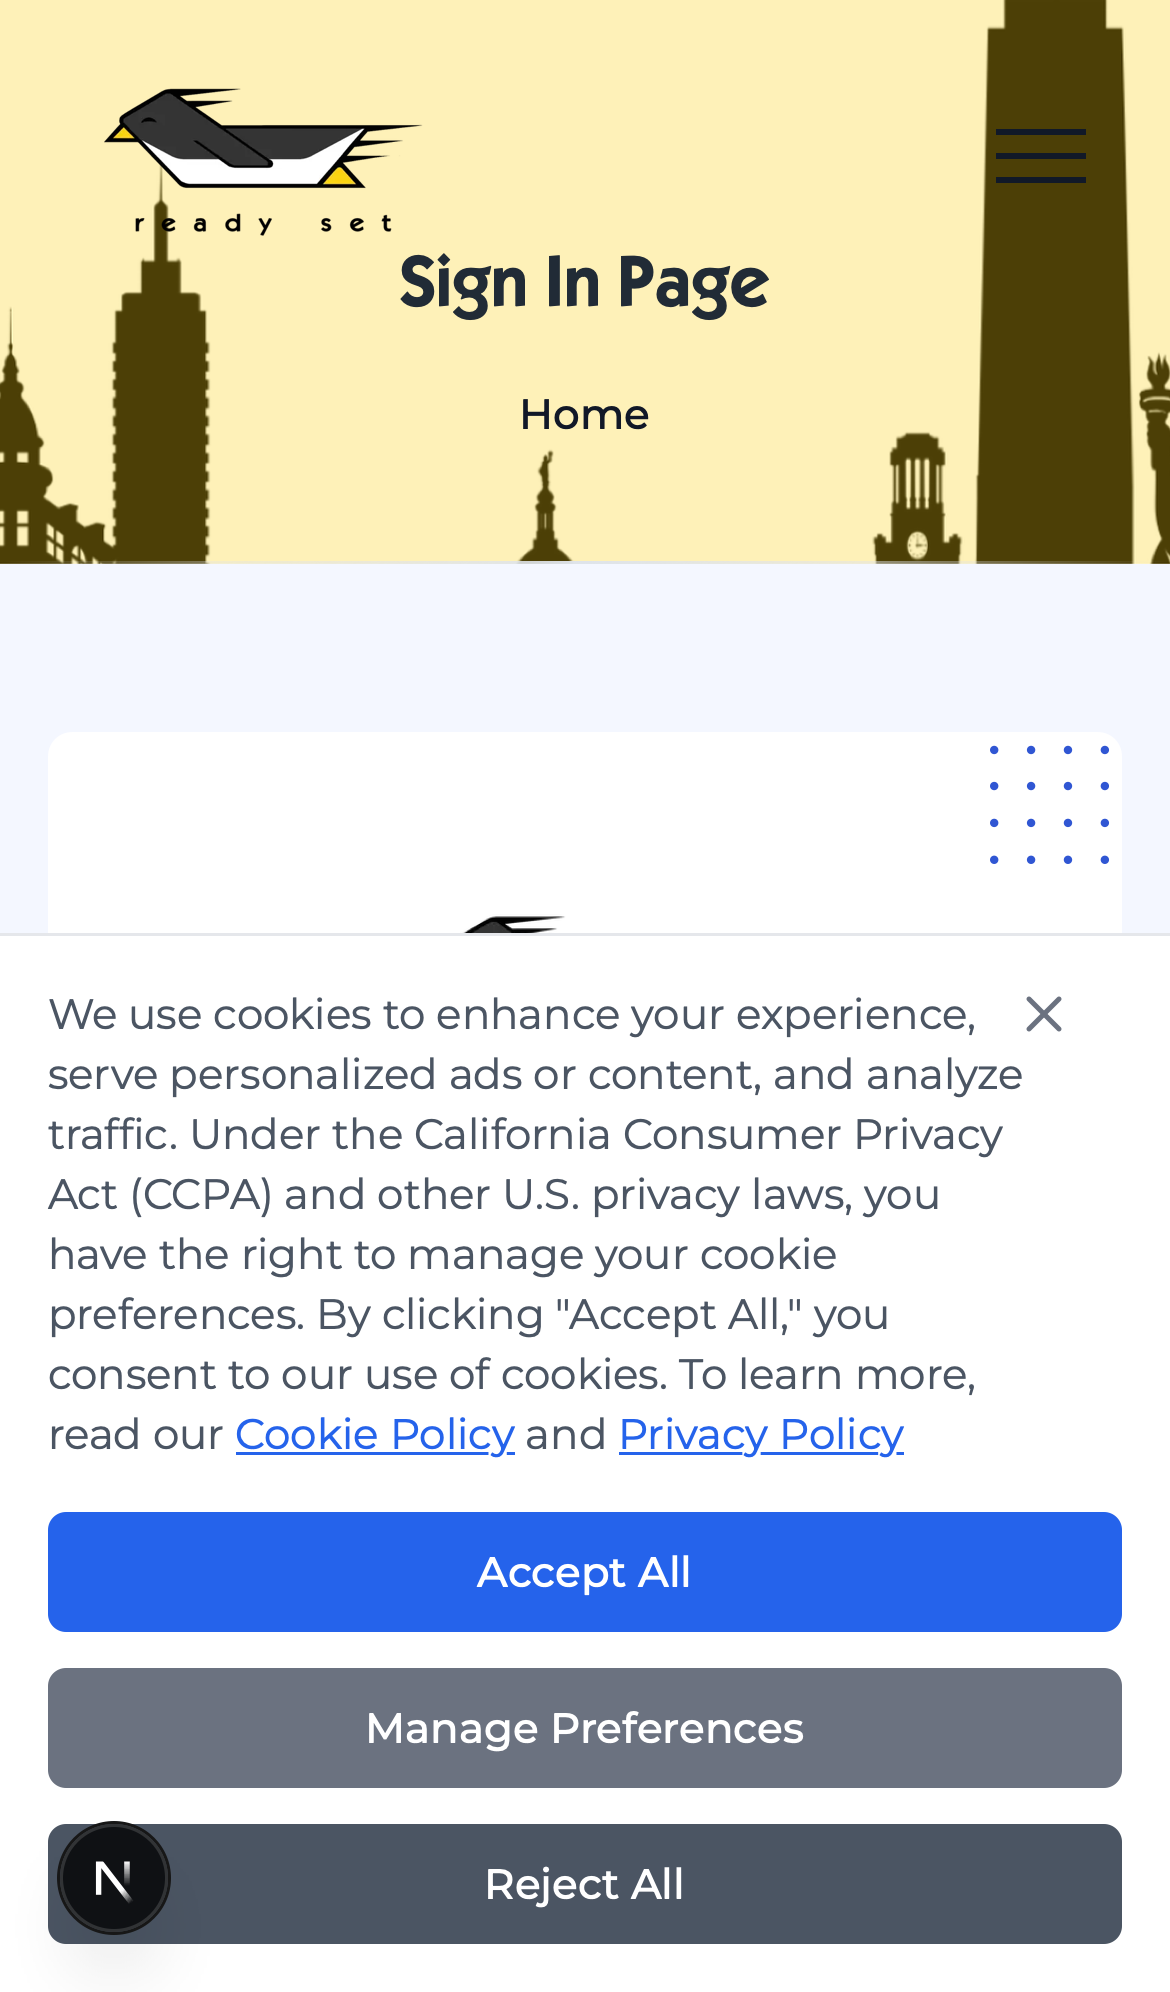 ready set
Sign In Page
Home
We use cookies to enhance your experience,
serve personalized ads or content, and analyze
traffic. Under the California Consumer Privacy
Act (CCPA) and other U.S. privacy laws, you
have the right to manage your cookie
preferences. By clicking "Accept All," you
consent to our use of cookies. To learn more,
read our Cookie Policy and Privacy Policy
Accept All
Manage Preferences
Reject All
N